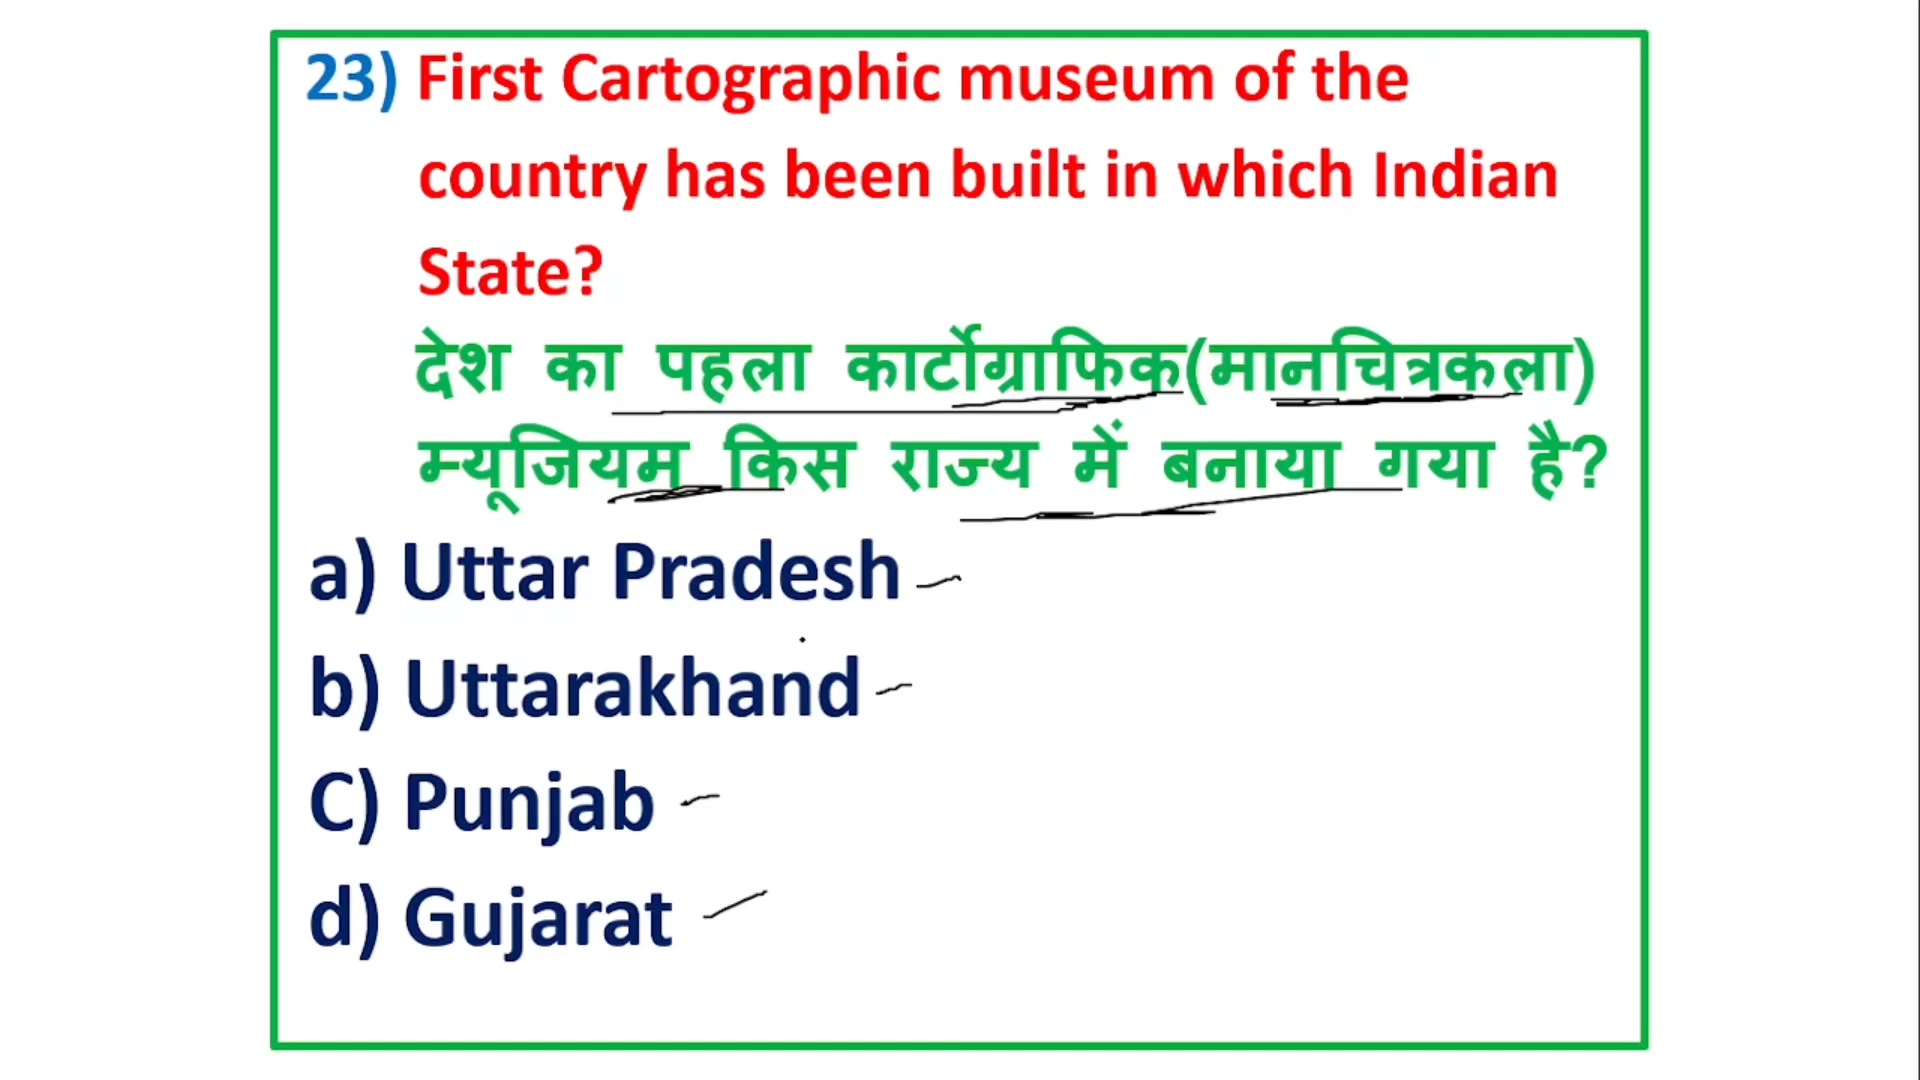 23) First Cartographic museum of the
country has been built in which Indian
State?
देश का पहला कार्टोग्राफिक(मानचित्रकला)
म्यूजियम किस राज्य में बनाया गया है?
a) Uttar Pradesh
b) Uttarakhand
C) Punjab
d) Gujarat